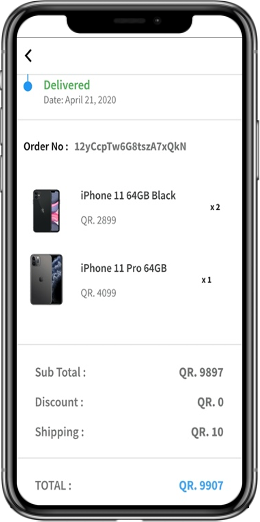 Delivered
Date: April 21, 2020
Order No : 12yCcpTw6G8tszA7xQkN
iPhone 11 64GB Black
x 2
QR. 2899
iPhone 11 Pro 64GB
x 1
QR. 4099
Sub Total : QR. 9897
Discount : QR. 0
Shipping : QR. 10
TOTAL : QR. 9907